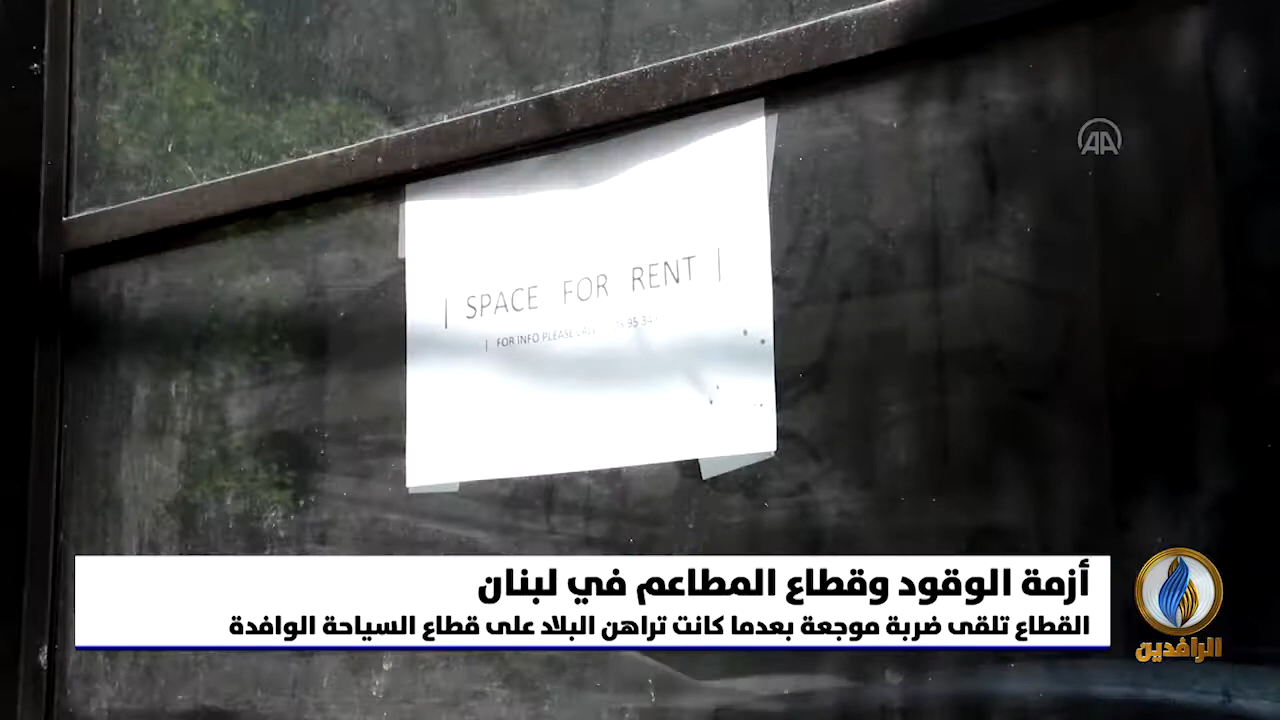 AA
| SPACE FOR RENT |
| FOR INFO PLEASE
أزمة الوقود وقطاع المطاعم في لبنان
القطاع تلقى ضربة موجعة بعدما كانت تراهن البلاد على قطاع السياحة الوافدة
الرافدين